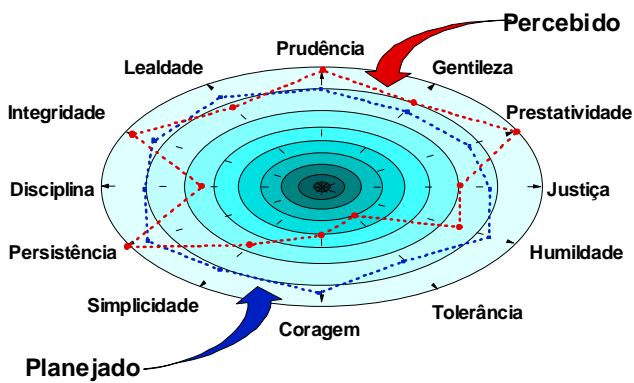 Percebido
Prudência
Lealdade
Gentileza
Integridade
Prestatividade
Disciplina
Justiça
Persistência
Humildade
Simplicidade
Tolerância
Coragem
Planejado